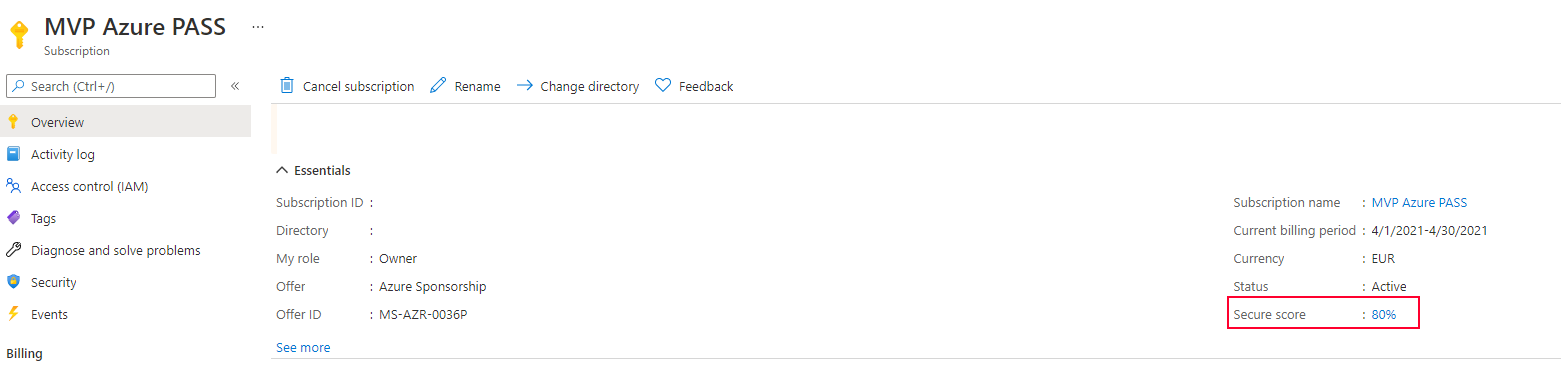 MVP Azure PASS ...
Subscription
Search (Ctrl+/) «
Cancel subscription Rename Change directory Feedback
Overview
Activity log
Access control (IAM)
Tags
Diagnose and solve problems
Security
Events
Billing
Essentials
Subscription ID :
Directory :
My role : Owner
Offer : Azure Sponsorship
Offer ID : MS-AZR-0036P
See more
Subscription name : MVP Azure PASS
Current billing period : 4/1/2021-4/30/2021
Currency : EUR
Status : Active
Secure score : 80%